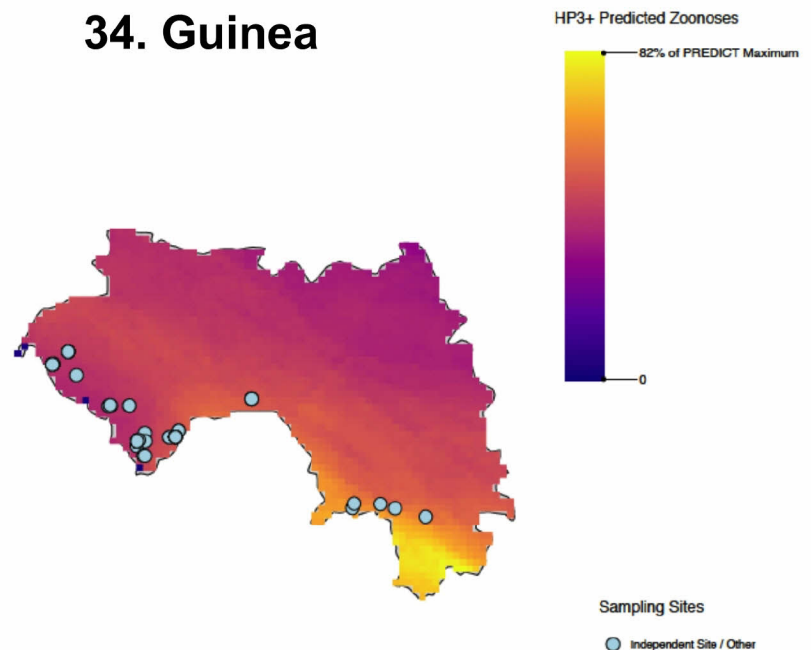 34. Guinea
HP3+ Predicted Zoonoses
82% of PREDICT Maximum
0
Sampling Sites
Independent Site / Other